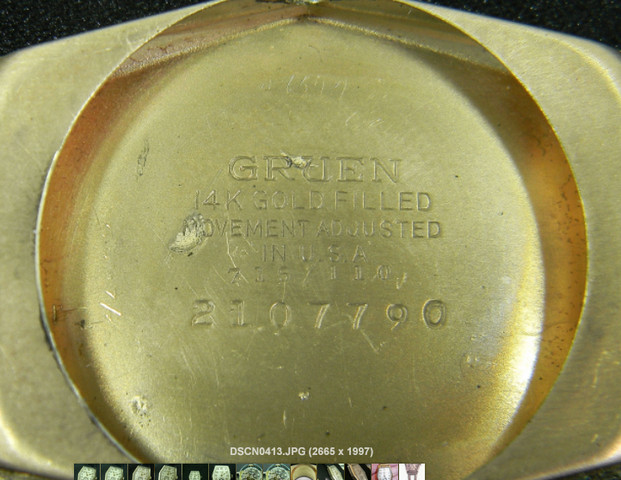 GRUEN
14K GOLD FILLED
MOVEMENT ADJUSTED
IN U.S.A
2107790
DSCN0413.JPG (2665 x 1997)